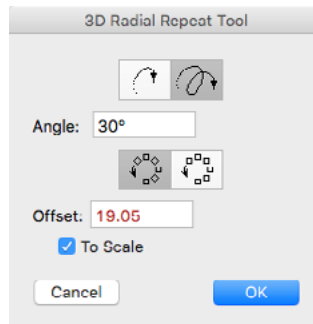 3D Radial Repeat Tool
Angle: 30°
Offset: 19.05
To Scale
Cancel OK